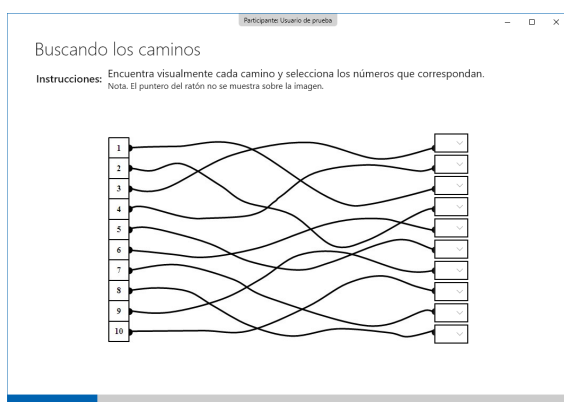 Participante: Usuario de prueba
Buscando los caminos
Instrucciones: Encuentra visualmente cada camino y selecciona los números que correspondan.
Nota. El puntero del ratón no se muestra sobre la imagen.
1
2
3
4
5
6
7
8
9
10